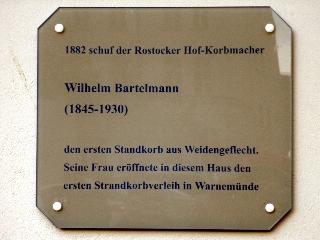 1882 schuf der Rostocker Hof-Korbmacher
Wilhelm Bartelmann
(1845-1930)
den ersten Standkorb aus Weidengeflecht.
Seine Frau eröffnete in diesem Haus den
ersten Strandkorbverleih in Warnemünde